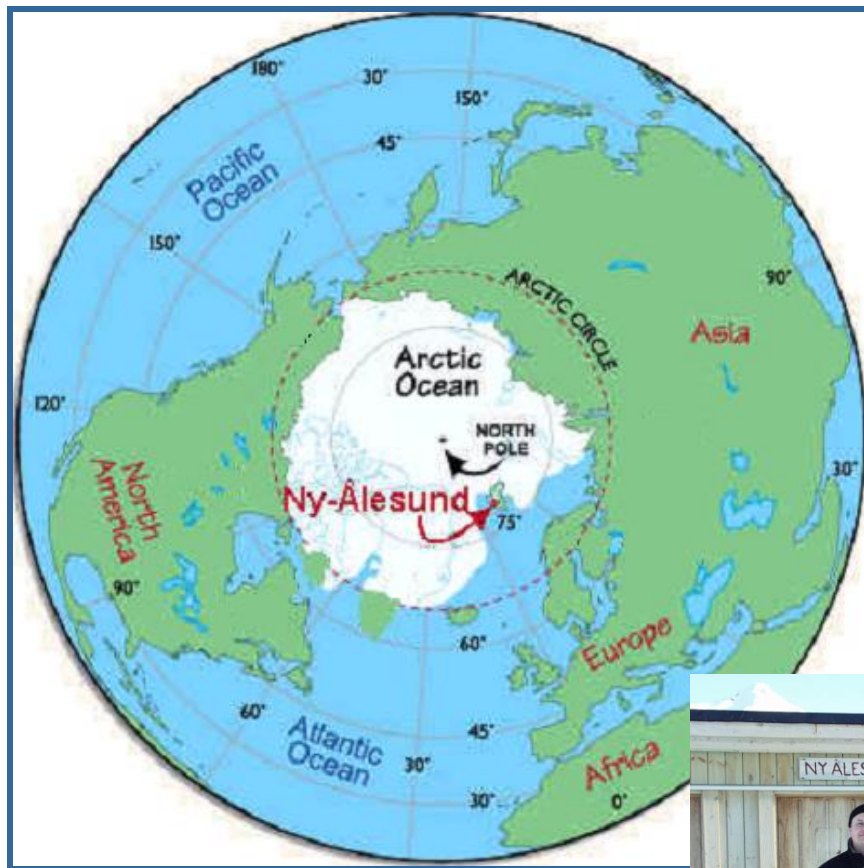 180°
30°
150°
45°
Pacific
Ocean
150°
90°
ARCTIC CIRCLE
Asia
Arctic
Ocean
120°
NORTH
POLE
North
America
30°
Ny-Ålesund
75°
90°
60°
Europe
60°
Atlantic
Ocean
45°
30°
30°
Africa
0°
NY ÅLES